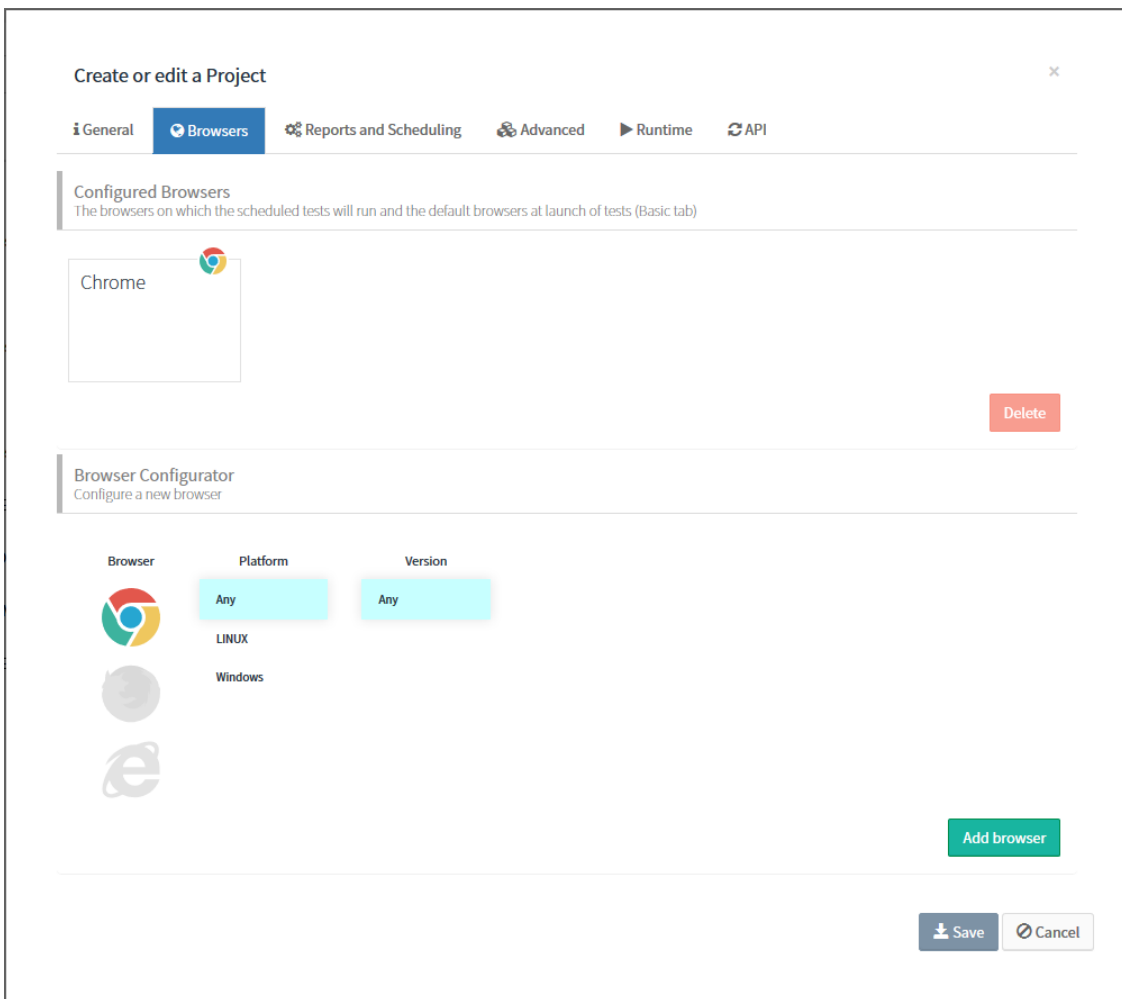 Create or edit a Project ×
General Browsers Reports and Scheduling Advanced Runtime API
Configured Browsers
The browsers on which the scheduled tests will run and the default browsers at launch of tests (Basic tab)
Chrome
Delete
Browser Configurator
Configure a new browser
Browser Platform Version
Any Any
LINUX
Windows
Add browser
Save Cancel